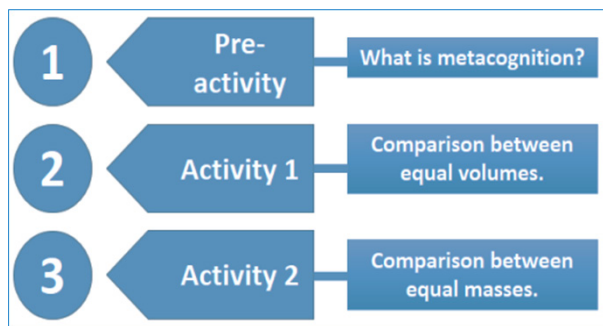 1
Pre-
activity
What is metacognition?
2
Activity 1
Comparison between
equal volumes.
3
Activity 2
Comparison between
equal masses.